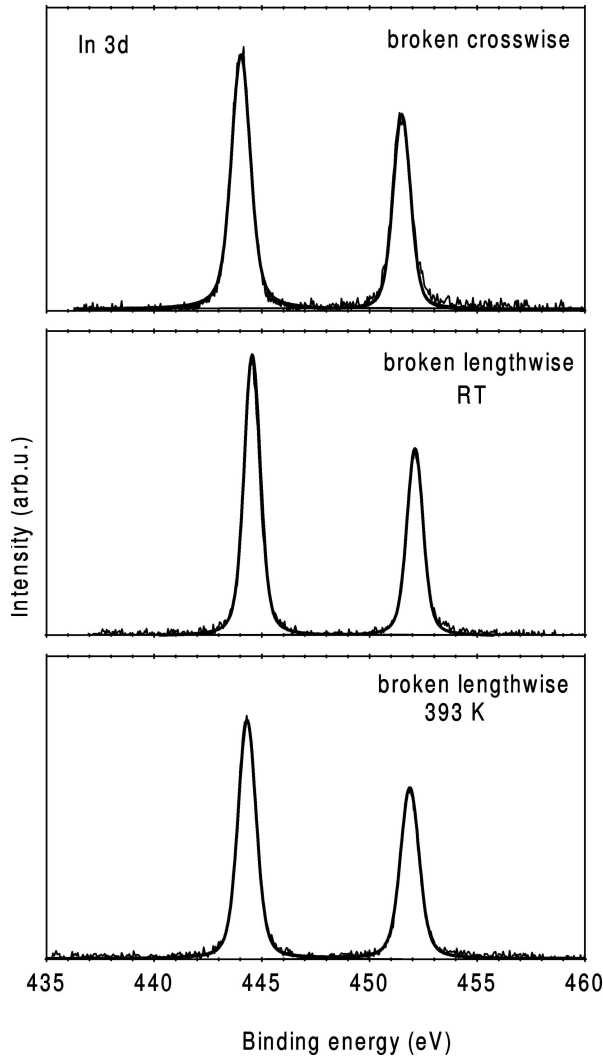 In 3d
broken crosswise
broken lengthwise
RT
Intensity (arb.u.)
broken lengthwise
393 K
435 440 445 450 455 460
Binding energy (eV)